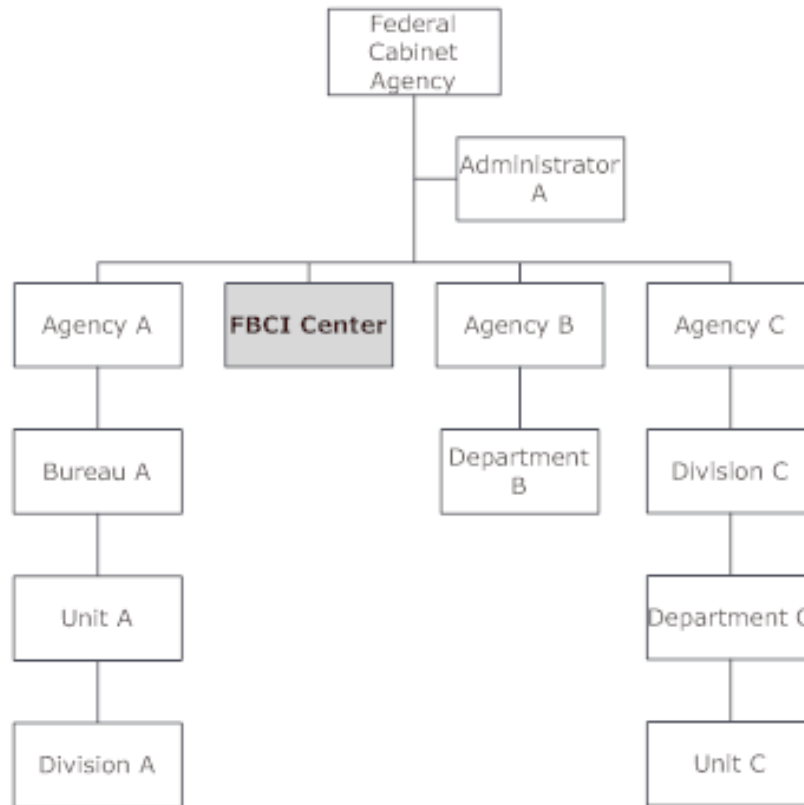 Federal
Cabinet
Agency
Administrator
A
Agency A
FBCI Center
Agency B
Agency C
Bureau A
Department
B
Division C
Unit A
Department C
Division A
Unit C